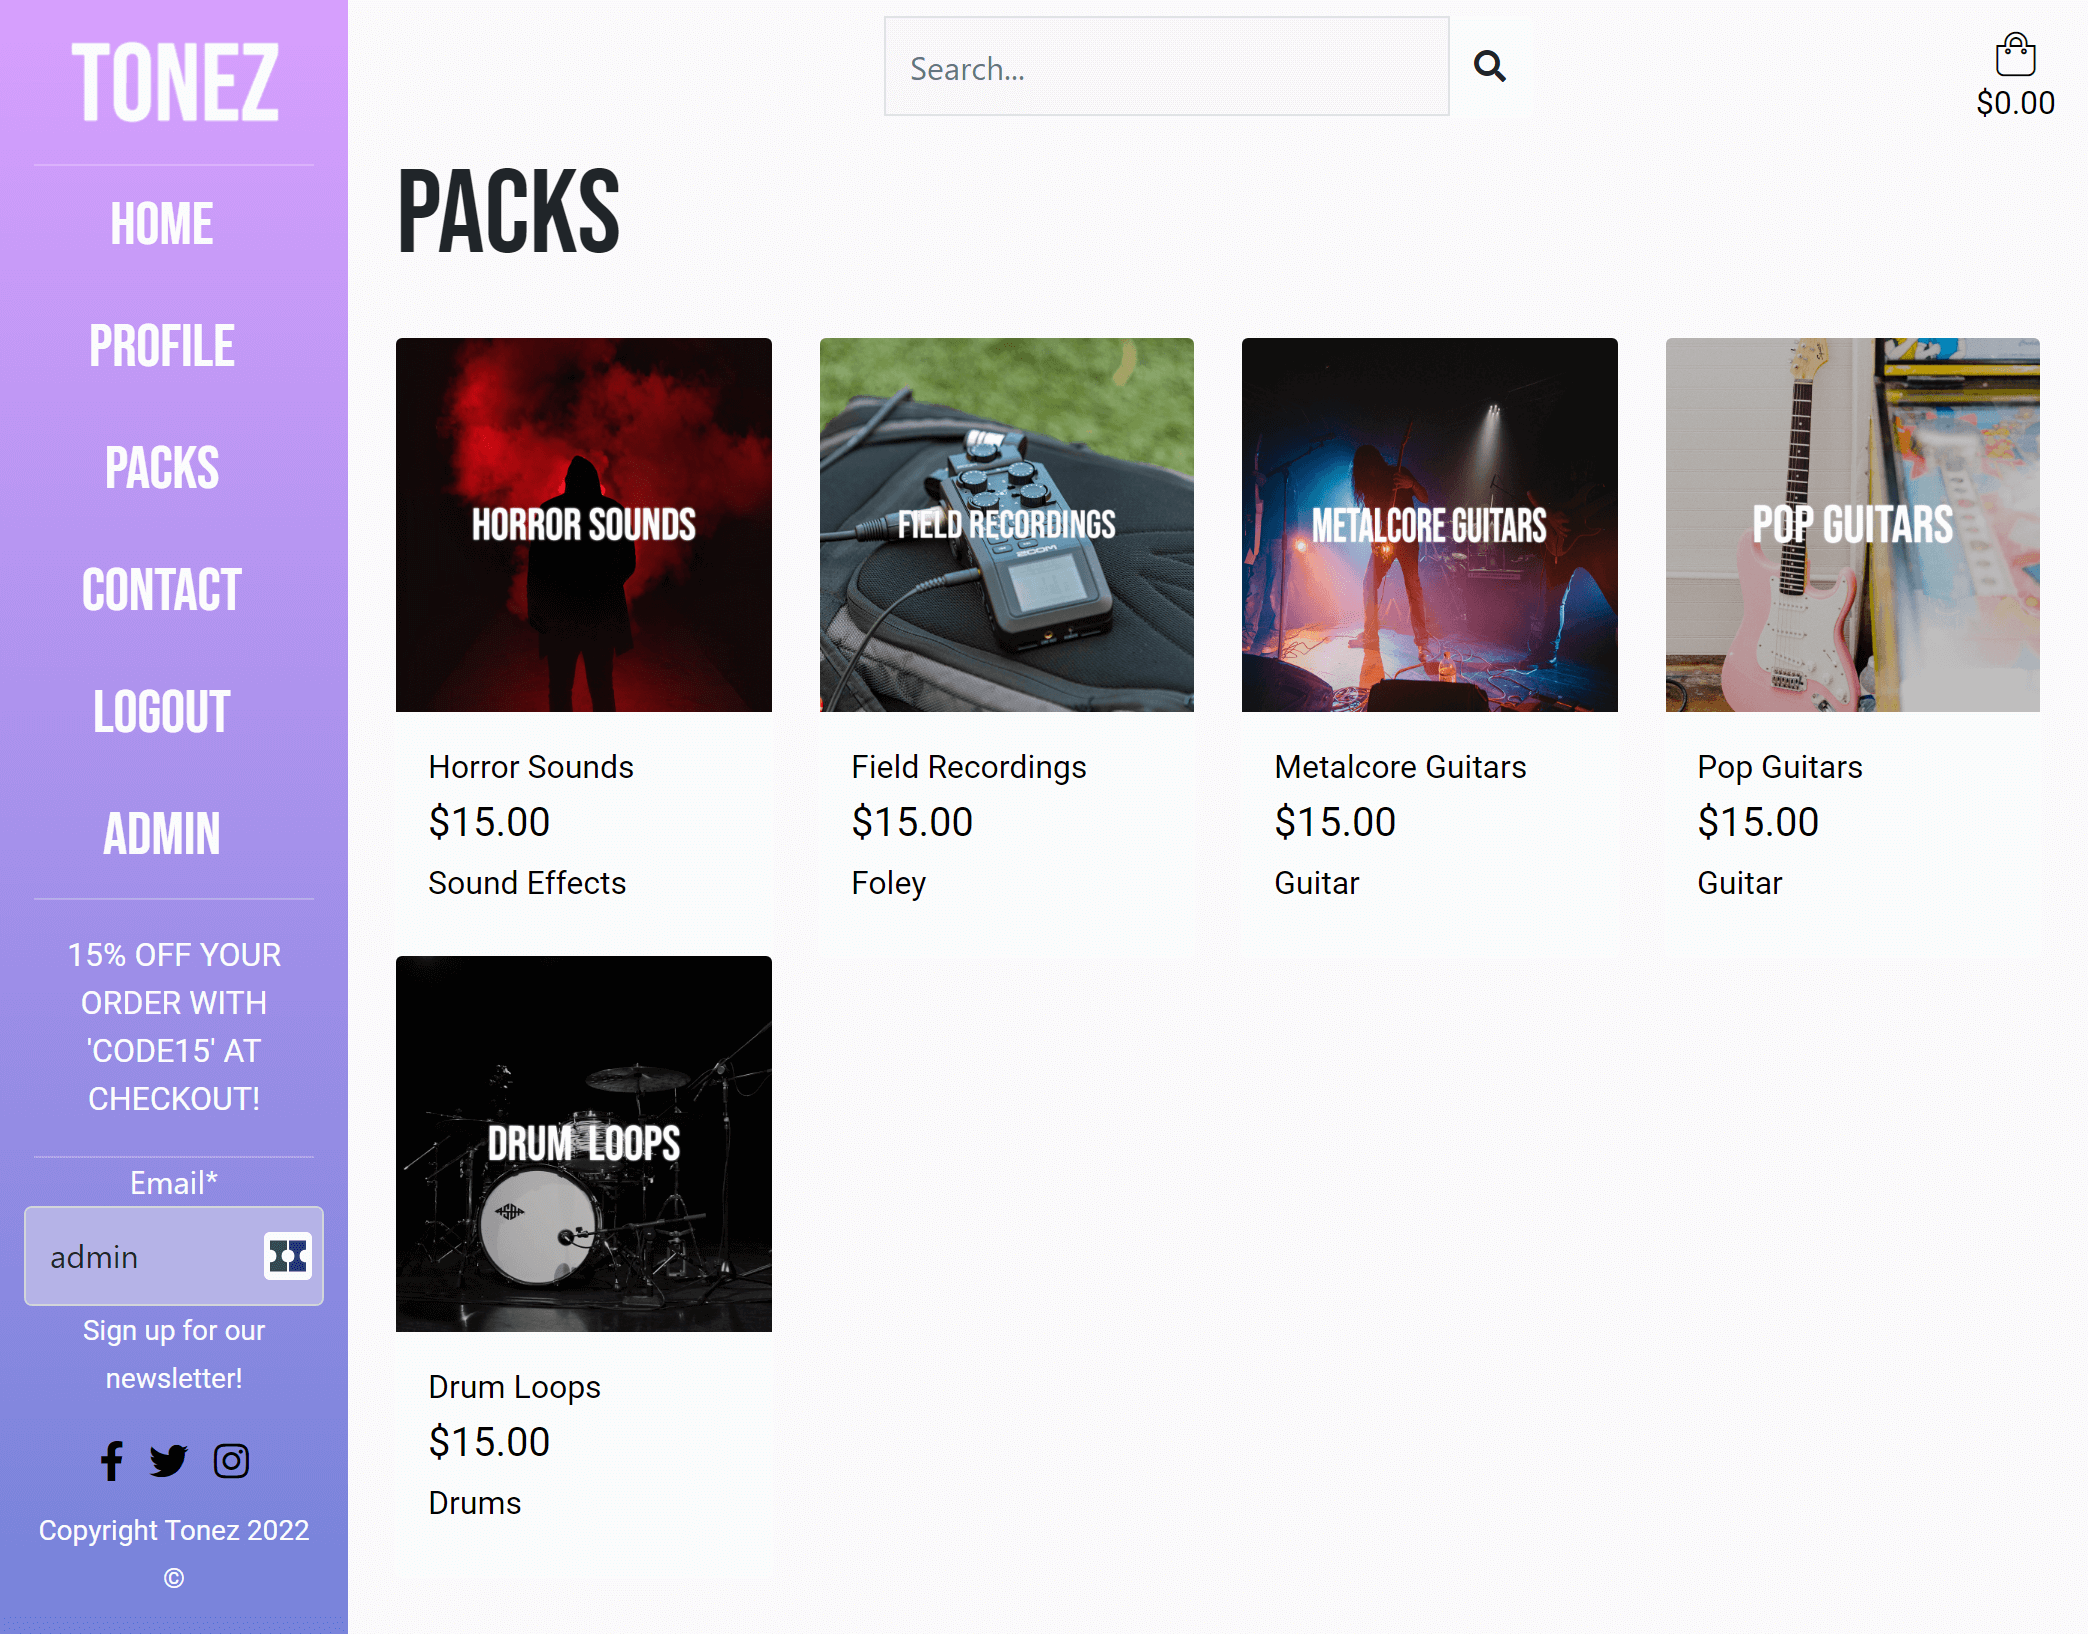 TONEZ
HOME
PROFILE
PACKS
CONTACT
LOGOUT
ADMIN
15% OFF YOUR
ORDER WITH
'CODE15' AT
CHECKOUT!
Email*
admin
Sign up for our
newsletter!
Copyright Tonez 2022
©
Search...
$0.00
PACKS
HORROR SOUNDS
Horror Sounds
$15.00
Sound Effects
FIELD RECORDINGS
ZOOM
Field Recordings
$15.00
Foley
METALCORE GUITARS
Metalcore Guitars
$15.00
Guitar
POP GUITARS
Pop Guitars
$15.00
Guitar
DRUM LOOPS
Drum Loops
$15.00
Drums